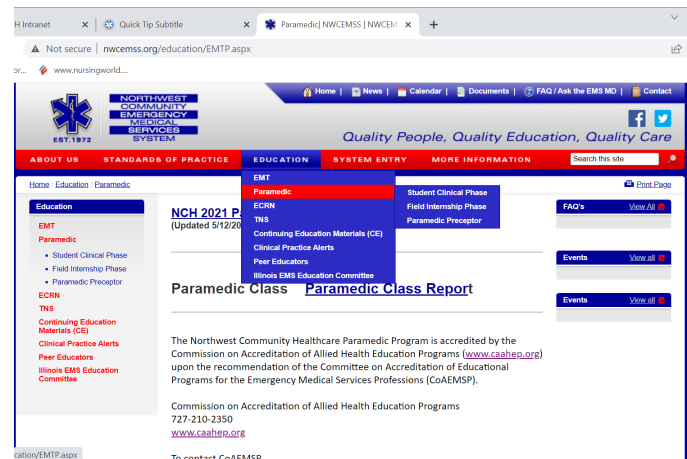 H Intranet
Quick Tip Subtitle
Paramedic| NWCEMSS | NWCEM
Not secure | nwcemss.org/education/EMTP.aspx
or... www.nursingworld....
NORTHWEST
COMMUNITY
EMERGENCY
MEDICAL
SERVICES
SYSTEM
EST.1972
Home | News | Calendar | Documents | FAQ / Ask the EMS MD | Contact
Quality People, Quality Education, Quality Care
ABOUT US STANDARDS OF PRACTICE EDUCATION SYSTEM ENTRY MORE INFORMATION Search this site
Home : Education : Paramedic
Print Page
EMT
Paramedic
ECRN
TNS
Continuing Education Materials (CE)
Clinical Practice Alerts
Peer Educators
Illinois EMS Education Committee
Student Clinical Phase
Field Internship Phase
Paramedic Preceptor
Education
EMT
Paramedic
Student Clinical Phase
Field Internship Phase
Paramedic Preceptor
ECRN
TNS
Continuing Education
Materials (CE)
Clinical Practice Alerts
Peer Educators
Illinois EMS Education
Committee
NCH 2021 P
(Updated 5/12/20
Paramedic Class Paramedic Class Report
The Northwest Community Healthcare Paramedic Program is accredited by the
Commission on Accreditation of Allied Health Education Programs (www.caahep.org)
upon the recommendation of the Committee on Accreditation of Educational
Programs for the Emergency Medical Services Professions (CoAEMSP).
Commission on Accreditation of Allied Health Education Programs
727-210-2350
www.caahep.org
To contact CoAEMSP
FAQ's View All
Events View all
Events View all
cation/EMTP.aspx